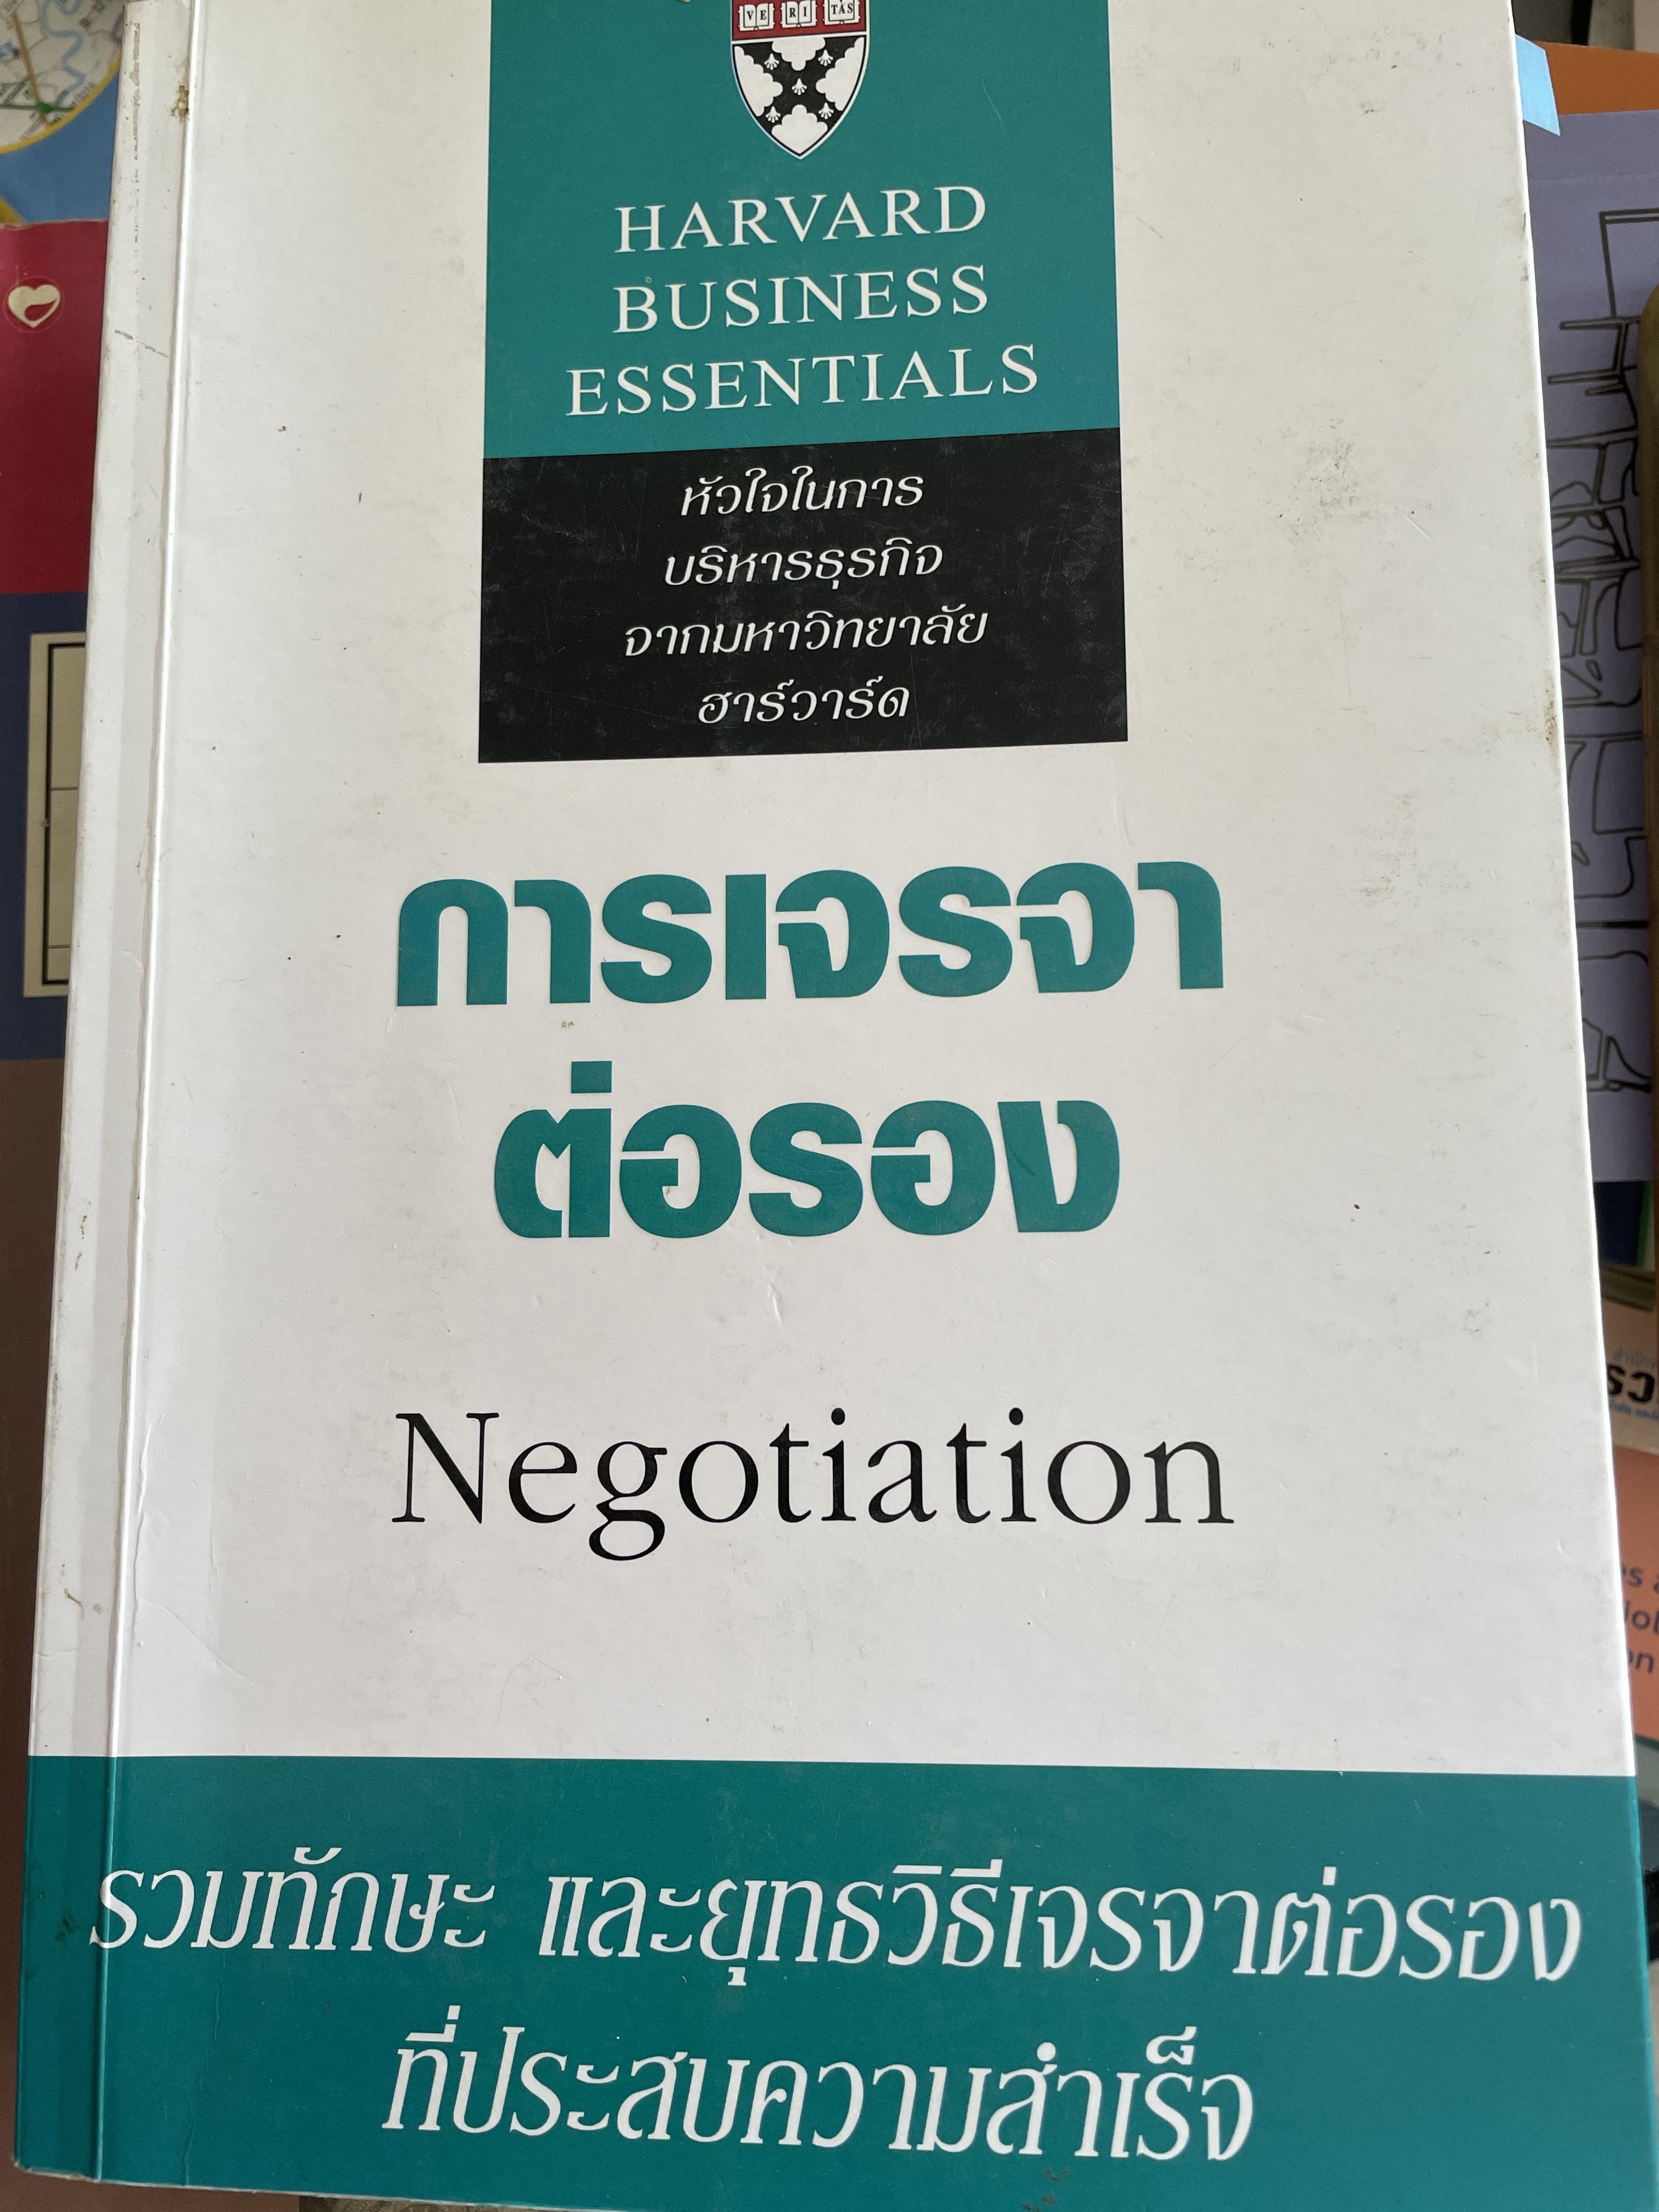 VE RI TAS
HARVARD
BUSINESS
ESSENTIALS
หัวใจในการ
บริหารธุรกิจ
จากมหาวิทยาลัย
ฮาร์วาร์ด
การเจรจา
ต่อรอง
Negotiation
รวมทักษะ และยุทธวิธีเจรจาต่อรอง
ที่ประสบความสำเร็จ